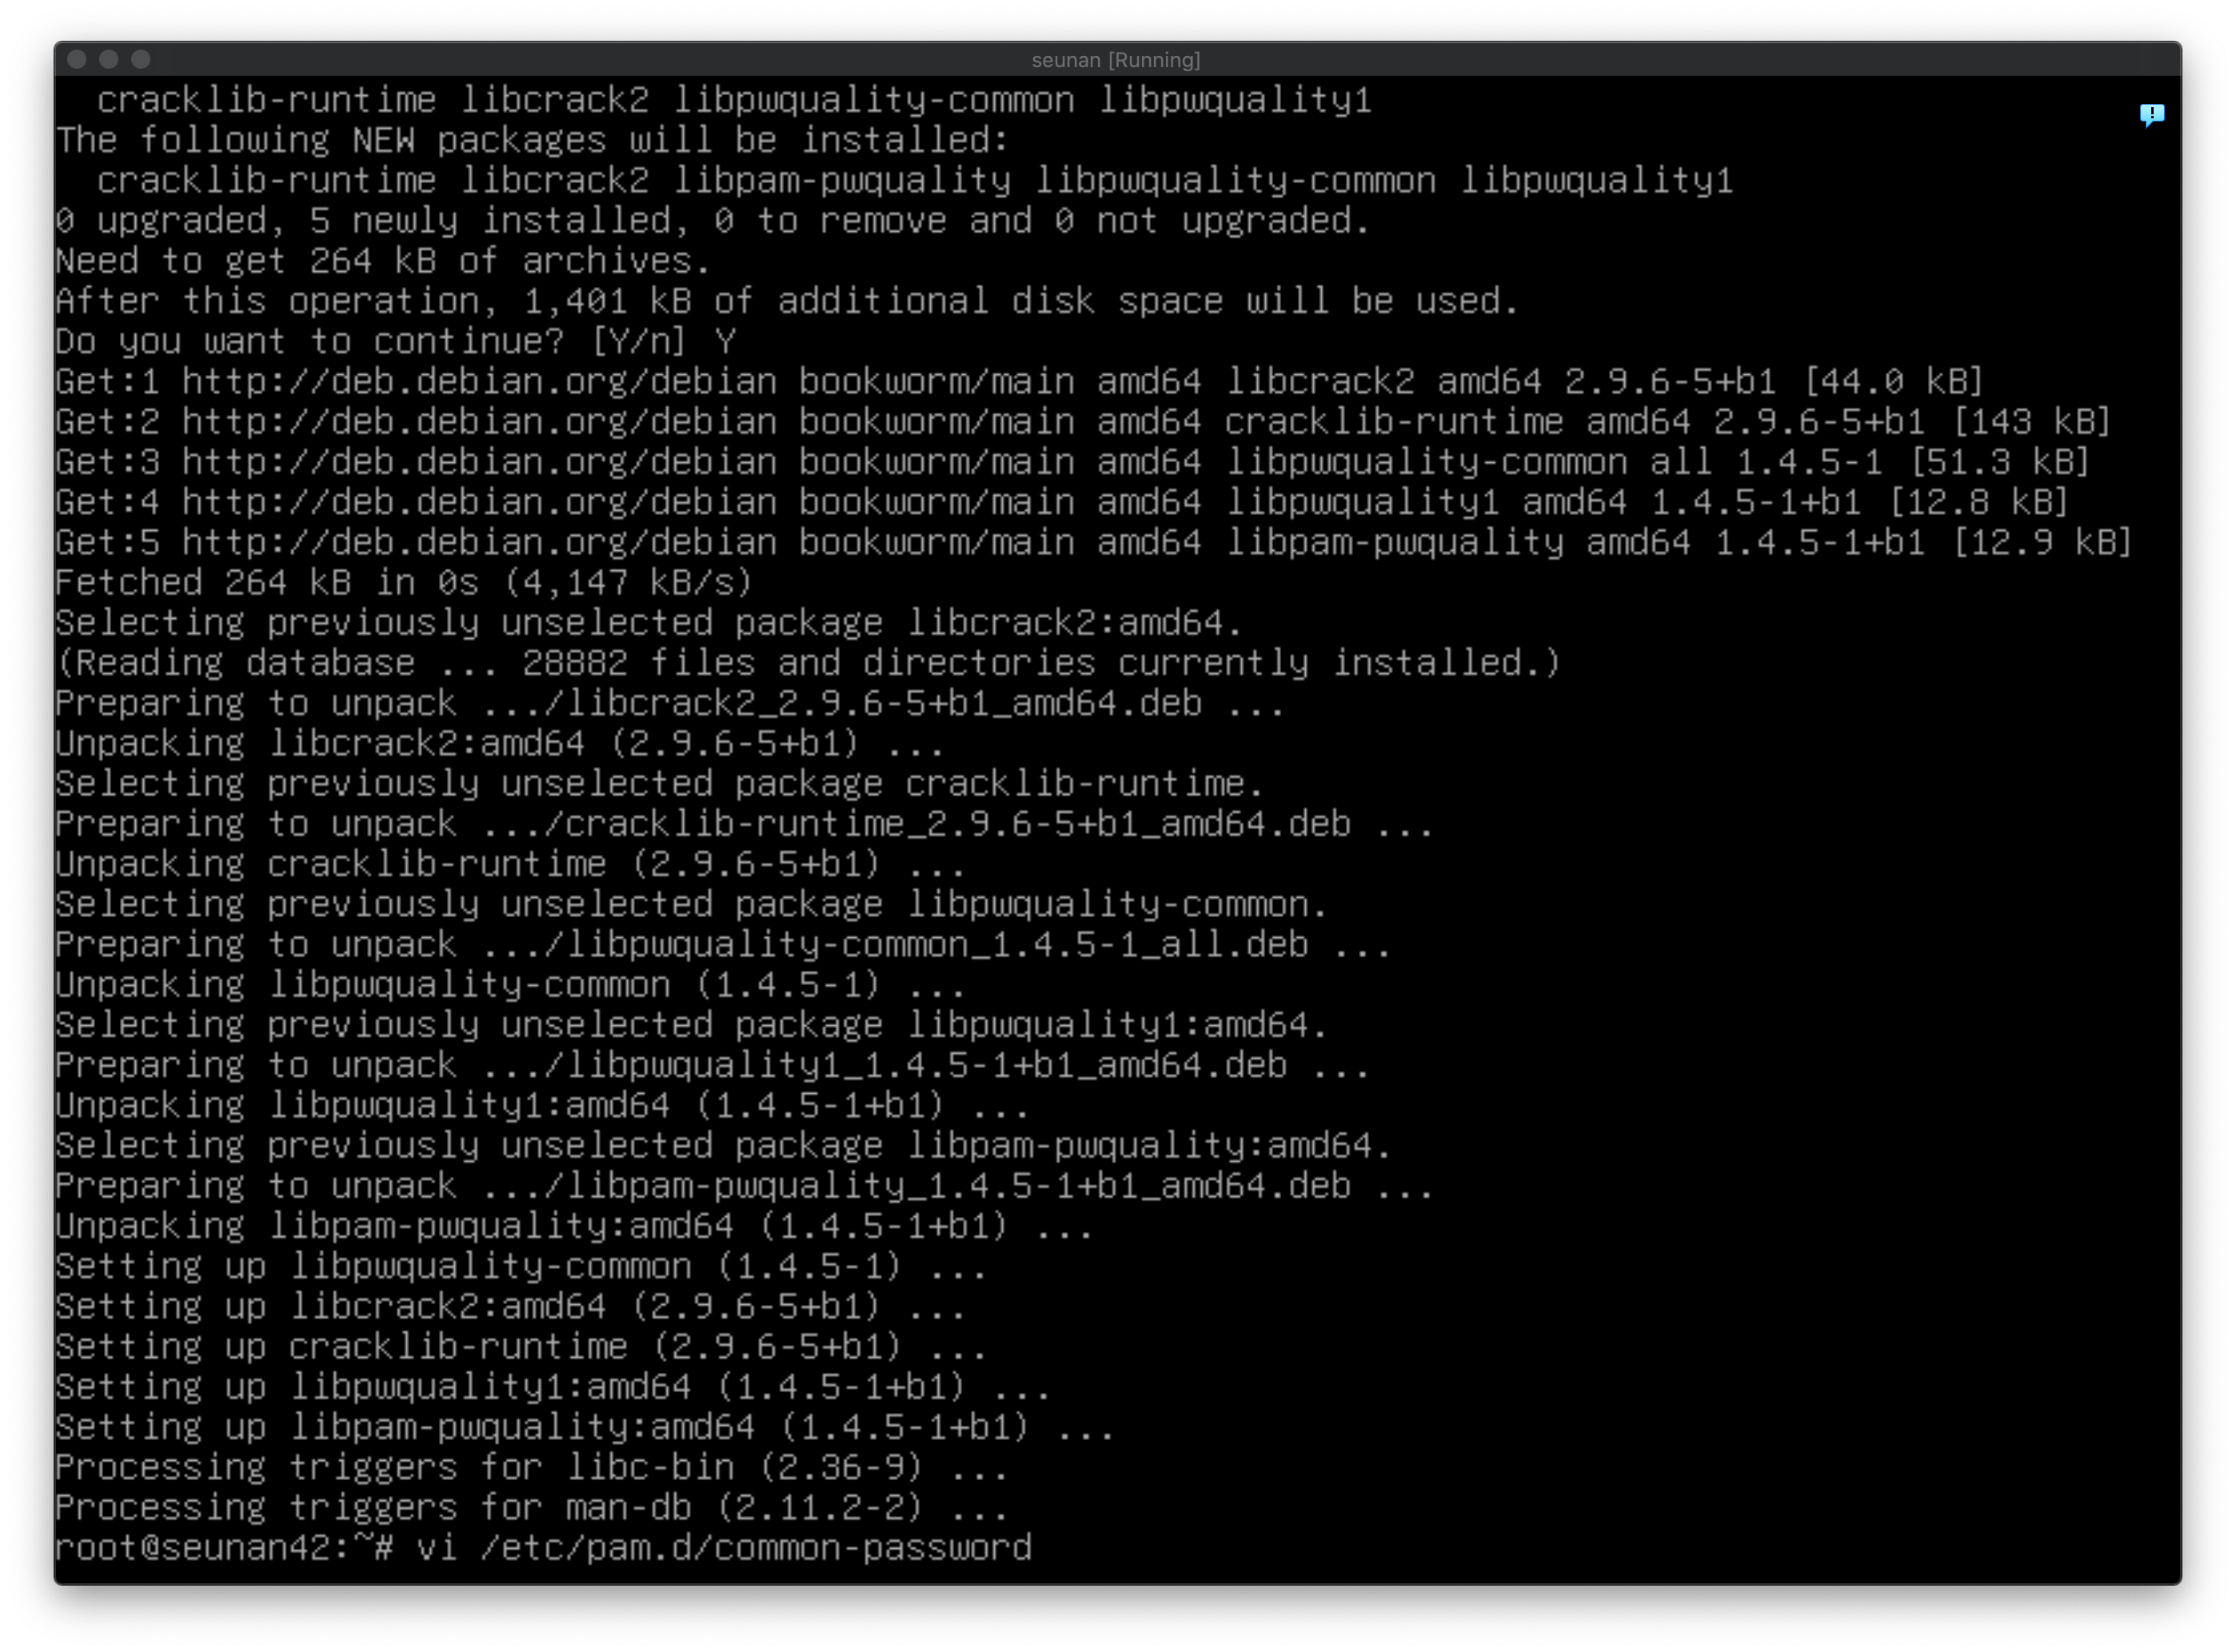 seunan [Running]
  cracklib-runtime libcrack2 libpwquality-common libpwquality1
The following NEW packages will be installed:
  cracklib-runtime libcrack2 libpam-pwquality libpwquality-common libpwquality1
0 upgraded, 5 newly installed, 0 to remove and 0 not upgraded.
Need to get 264 kB of archives.
After this operation, 1,401 kB of additional disk space will be used.
Do you want to continue? [Y/n] Y
Get:1 http://deb.debian.org/debian bookworm/main amd64 libcrack2 amd64 2.9.6-5+b1 [44.0 kB]
Get:2 http://deb.debian.org/debian bookworm/main amd64 cracklib-runtime amd64 2.9.6-5+b1 [143 kB]
Get:3 http://deb.debian.org/debian bookworm/main amd64 libpwquality-common all 1.4.5-1 [51.3 kB]
Get:4 http://deb.debian.org/debian bookworm/main amd64 libpwquality1 amd64 1.4.5-1+b1 [12.8 kB]
Get:5 http://deb.debian.org/debian bookworm/main amd64 libpam-pwquality amd64 1.4.5-1+b1 [12.9 kB]
Fetched 264 kB in 0s (4,147 kB/s)
Selecting previously unselected package libcrack2:amd64.
(Reading database ... 28882 files and directories currently installed.)
Preparing to unpack .../libcrack2_2.9.6-5+b1_amd64.deb ...
Unpacking libcrack2:amd64 (2.9.6-5+b1) ...
Selecting previously unselected package cracklib-runtime.
Preparing to unpack .../cracklib-runtime_2.9.6-5+b1_amd64.deb ...
Unpacking cracklib-runtime (2.9.6-5+b1) ...
Selecting previously unselected package libpwquality-common.
Preparing to unpack .../libpwquality-common_1.4.5-1_all.deb ...
Unpacking libpwquality-common (1.4.5-1) ...
Selecting previously unselected package libpwquality1:amd64.
Preparing to unpack .../libpwquality1_1.4.5-1+b1_amd64.deb ...
Unpacking libpwquality1:amd64 (1.4.5-1+b1) ...
Selecting previously unselected package libpam-pwquality:amd64.
Preparing to unpack .../libpam-pwquality_1.4.5-1+b1_amd64.deb ...
Unpacking libpam-pwquality:amd64 (1.4.5-1+b1) ...
Setting up libpwquality-common (1.4.5-1) ...
Setting up libcrack2:amd64 (2.9.6-5+b1) ...
Setting up cracklib-runtime (2.9.6-5+b1) ...
Setting up libpwquality1:amd64 (1.4.5-1+b1) ...
Setting up libpam-pwquality:amd64 (1.4.5-1+b1) ...
Processing triggers for libc-bin (2.36-9) ...
Processing triggers for man-db (2.11.2-2) ...
root@seunan42:~# vi /etc/pam.d/common-password